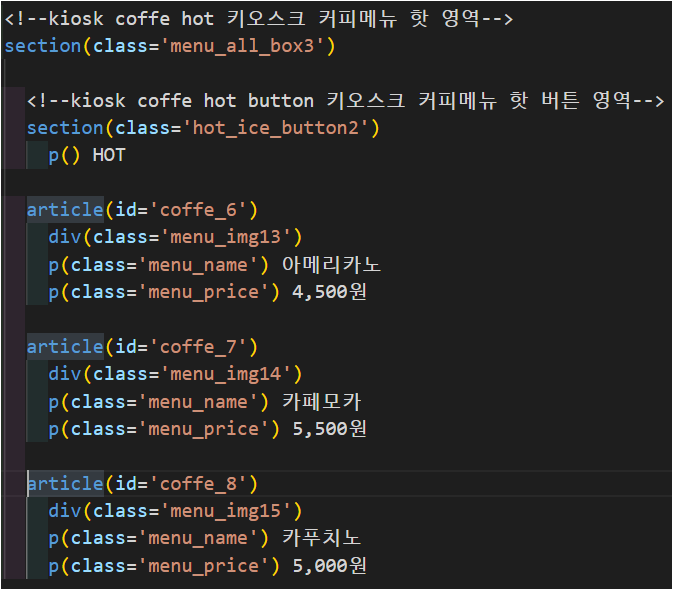 <!--kiosk coffe hot 키오스크 커피메뉴 핫 영역-->
section(class='menu_all_box3')
<!--kiosk coffe hot button 키오스크 커피메뉴 핫 버튼 영역-->
section(class='hot_ice_button2')
p() HOT
article(id='coffe_6')
div(class='menu_img13')
p(class='menu_name') 아메리카노
p(class='menu_price') 4,500원
article(id='coffe_7')
div(class='menu_img14')
p(class='menu_name') 카페모카
p(class='menu_price') 5,500원
article(id='coffe_8')
div(class='menu_img15')
p(class='menu_name') 카푸치노
p(class='menu_price') 5,000원